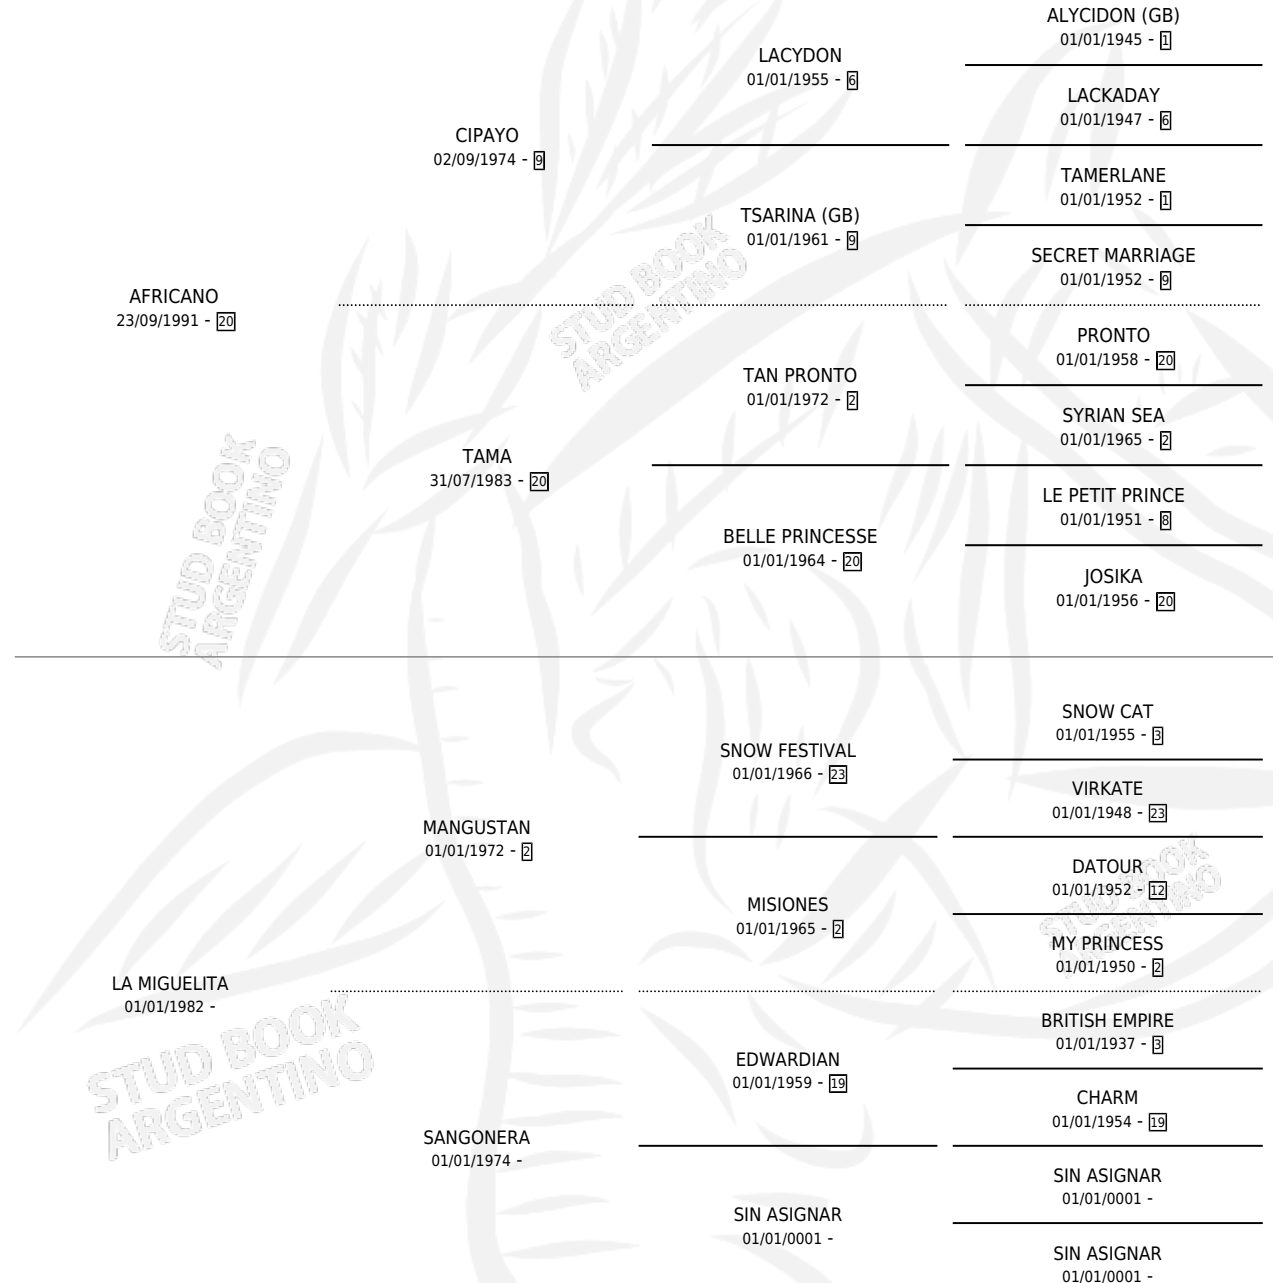 ALYCIDON (GB)
01/01/1945 - 1
LACYDON
01/01/1955 - 6
LACKADAY
01/01/1947 - 6
CIPAYO
02/09/1974 - 9
TAMERLANE
01/01/1952 - 1
TSARINA (GB)
01/01/1961 - 9
SECRET MARRIAGE
01/01/1952 - 9
AFRICANO
23/09/1991 - 20
PRONTO
01/01/1958 - 20
TAN PRONTO
01/01/1972 - 2
SYRIAN SEA
01/01/1965 - 2
TAMA
31/07/1983 - 20
LE PETIT PRINCE
01/01/1951 - 8
BELLE PRINCESSE
01/01/1964 - 20
JOSIKA
01/01/1956 - 20
STUD BOOK
ARGENTINO
STUD BOOK
ARGENTINO
SNOW CAT
01/01/1955 - 3
SNOW FESTIVAL
01/01/1966 - 23
VIRKATE
01/01/1948 - 23
MANGUSTAN
01/01/1972 - 2
DATOUR
01/01/1952 - 12
MISIONES
01/01/1965 - 2
MY PRINCESS
01/01/1950 - 2
STUD BOOK
ARGENTINO
LA MIGUELITA
01/01/1982 -
BRITISH EMPIRE
01/01/1937 - 3
EDWARDIAN
01/01/1959 - 19
CHARM
01/01/1954 - 19
STUD BOOK
ARGENTINO
SANGONERA
01/01/1974 -
SIN ASIGNAR
01/01/0001 -
SIN ASIGNAR
01/01/0001 -
SIN ASIGNAR
01/01/0001 -